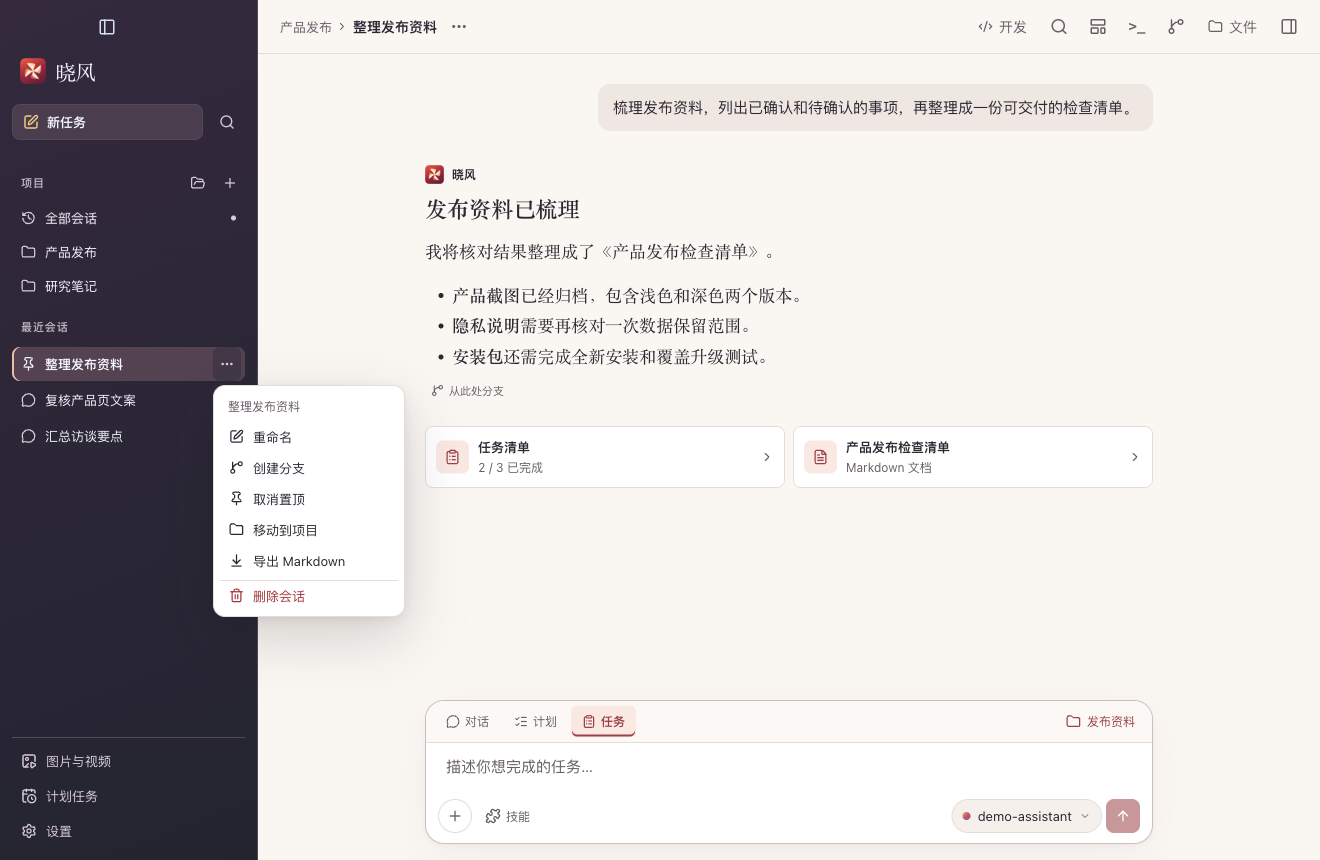 晓风
新任务
项目
全部会话
产品发布
研究笔记
最近会话
整理发布资料
复核产品页文案
汇总访谈要点
整理发布资料
重命名
创建分支
取消置顶
移动到项目
导出 Markdown
删除会话
图片与视频
计划任务
设置
产品发布 › 整理发布资料
开发
文件
梳理发布资料，列出已确认和待确认的事项，再整理成一份可交付的检查清单。
晓风
发布资料已梳理
我将核对结果整理成了《产品发布检查清单》。
• 产品截图已经归档，包含浅色和深色两个版本。
• 隐私说明需要再核对一次数据保留范围。
• 安装包还需完成全新安装和覆盖升级测试。
从此处分支
任务清单
2 / 3 已完成
产品发布检查清单
Markdown 文档
对话 计划 任务 发布资料
描述你想完成的任务...
技能
demo-assistant